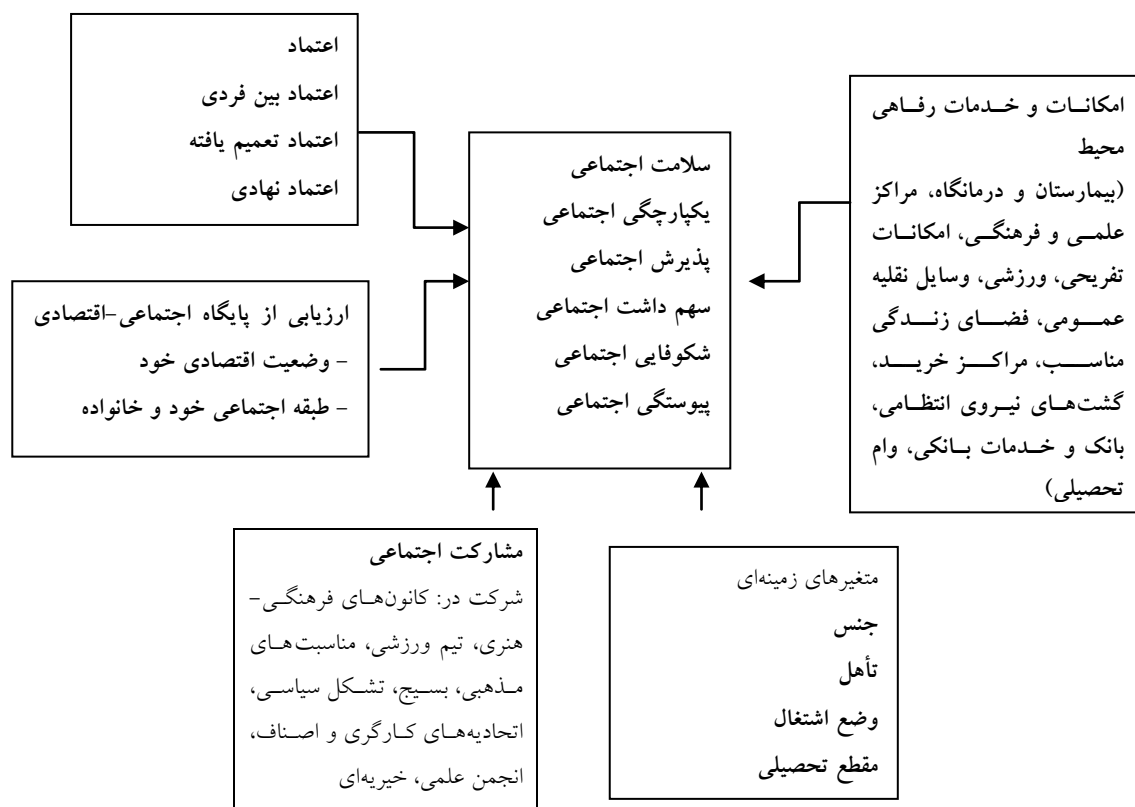 اعتماد
اعتماد بین فردی
اعتماد تعمیم یافته
اعتماد نهادی
امکانات و خدمات رفاهی
محیط
(بیمارستان و درمانگاه، مراکز
علمی و فرهنگی، امکانات
تفریحی، ورزشی، وسایل نقلیه
عمومی، فضای زندگی
مناسب، مراکز خرید،
گشت‌های نیروی انتظامی،
بانک و خدمات بانکی، وام
تحصیلی)
سلامت اجتماعی
یکپارچگی اجتماعی
پذیرش اجتماعی
سهم داشت اجتماعی
شکوفایی اجتماعی
پیوستگی اجتماعی
ارزیابی از پایگاه اجتماعی-اقتصادی
- وضعیت اقتصادی خود
- طبقه اجتماعی خود و خانواده
مشارکت اجتماعی
شرکت در: کانون‌های فرهنگی-
هنری، تیم ورزشی، مناسبت‌های
مذهبی، بسیج، تشکل سیاسی،
اتحادیه‌های کارگری و اصناف،
انجمن علمی، خیریه‌ای
متغیرهای زمینه‌ای
جنس
تأهل
وضع اشتغال
مقطع تحصیلی